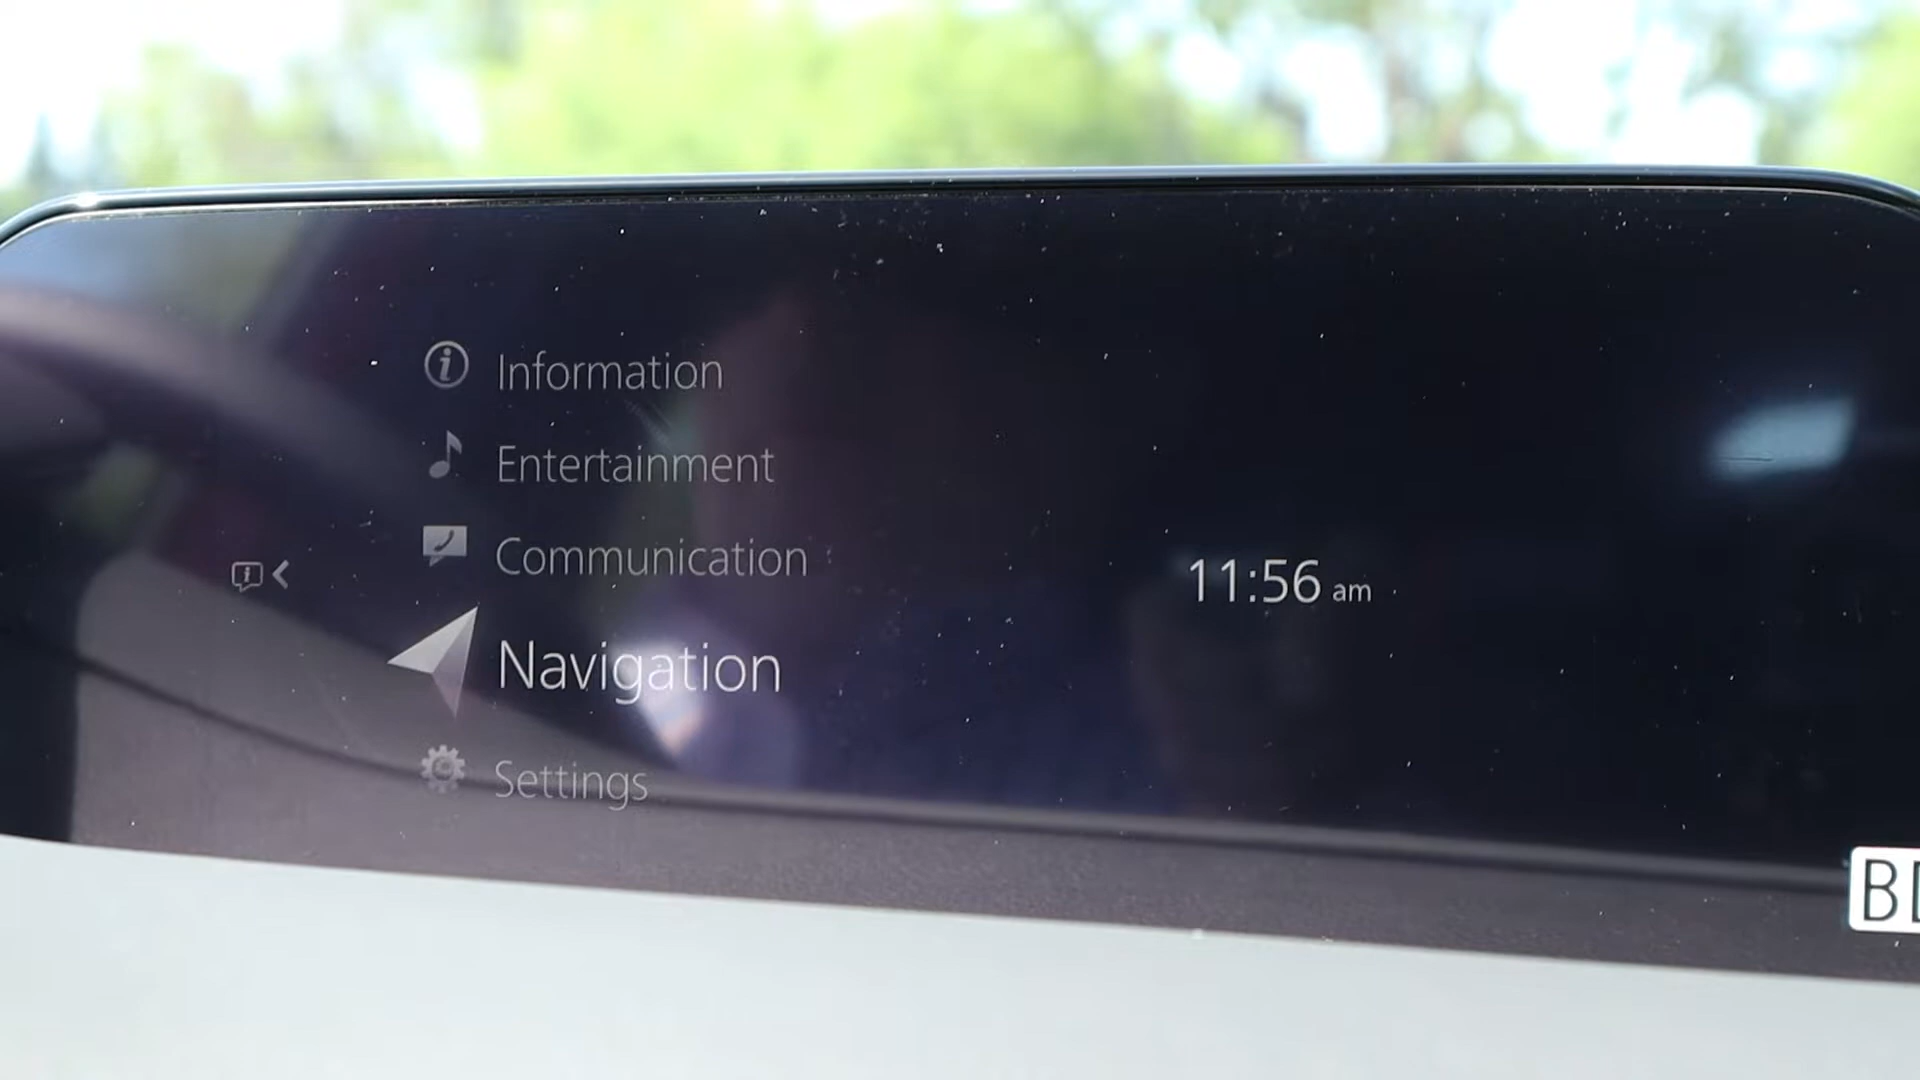 Information
Entertainment
Communication
11:56 am
Navigation
Settings